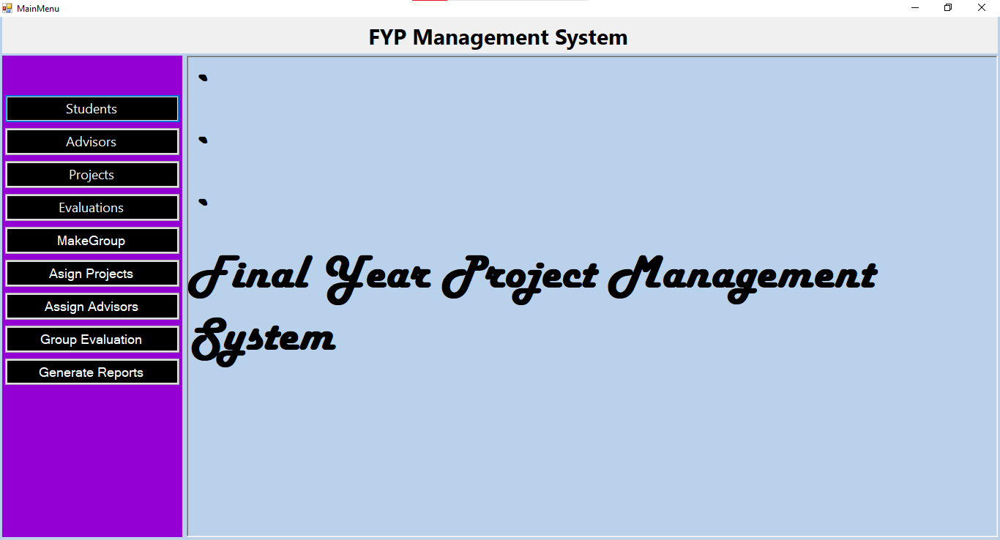 MainMenu
FYP Management System
Students
Advisors
Projects
Evaluations
MakeGroup
Asign Projects
Assign Advisors
Group Evaluation
Generate Reports
`
`
`
Final Year Project Management
System